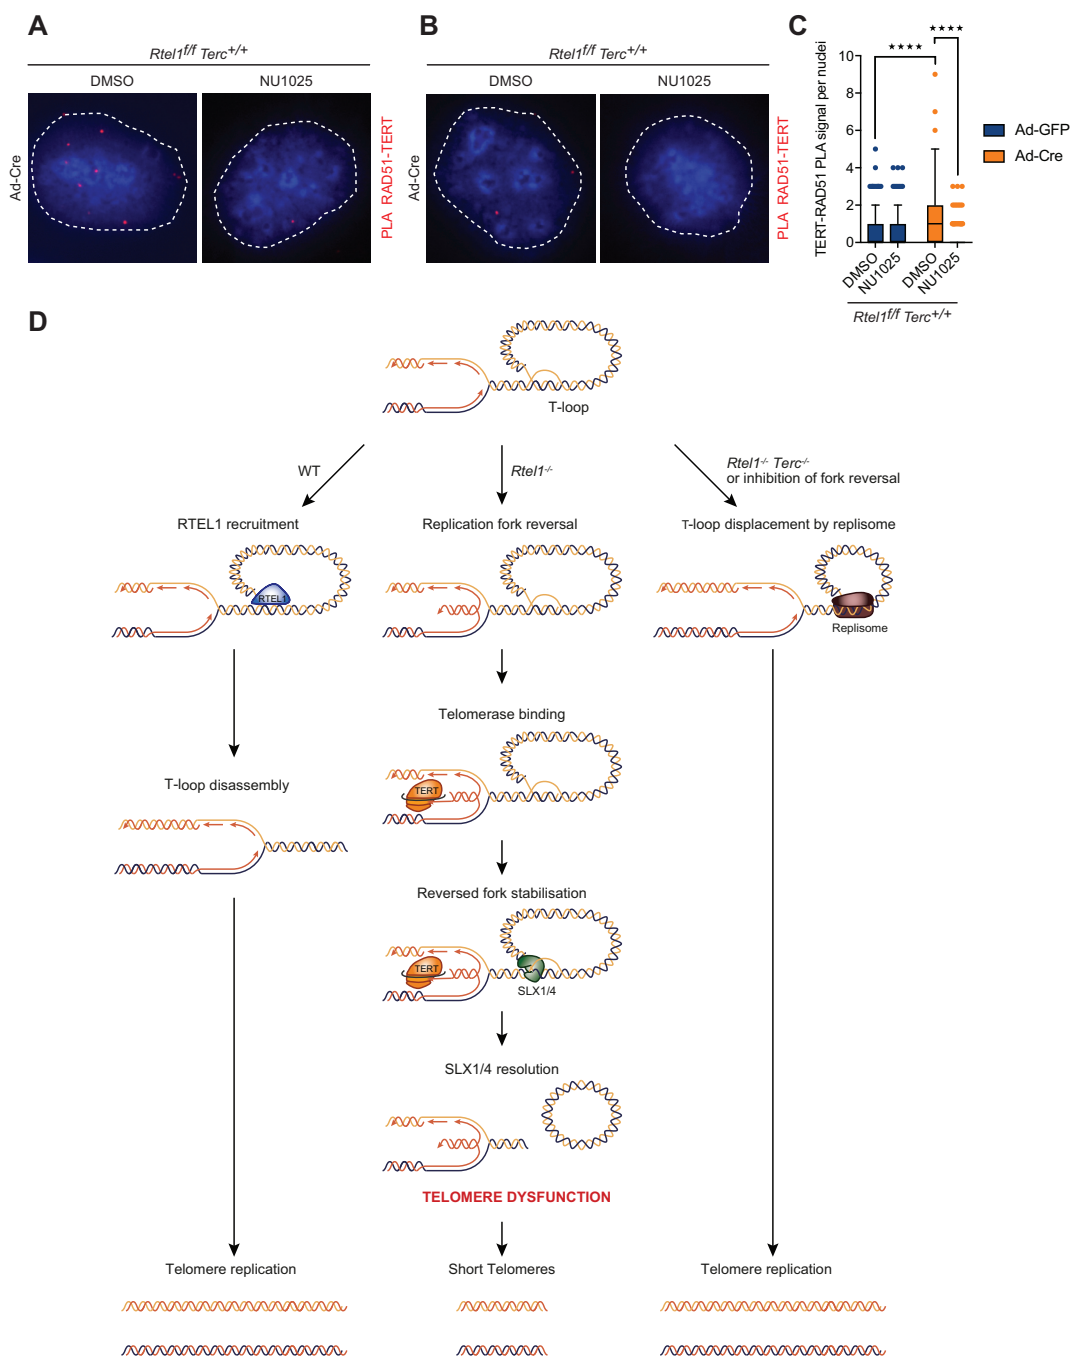 A
Rtel1f/f Terc+/+
DMSO
NU1025
Ad-Cre
PLA RAD51-TERT
B
Rtel1f/f Terc+/+
DMSO
NU1025
Ad-Cre
PLA RAD51-TERT
C
TERT-RAD51 PLA signal per nuclei
10
8
6
4
2
0
★★★★
★★★★
DMSO
NU1025
DMSO
NU1025
Rtel1f/f Terc+/+
Ad-GFP
Ad-Cre
D
T-loop
WT
Rtel1-/-
Rtel1-/- Terc-/-
or inhibition of fork reversal
RTEL1 recruitment
Replication fork reversal
T-loop displacement by replisome
RTEL1
Replisome
Telomerase binding
TERT
T-loop disassembly
Reversed fork stabilisation
TERT
SLX1/4
SLX1/4 resolution
TELOMERE DYSFUNCTION
Telomere replication
Short Telomeres
Telomere replication